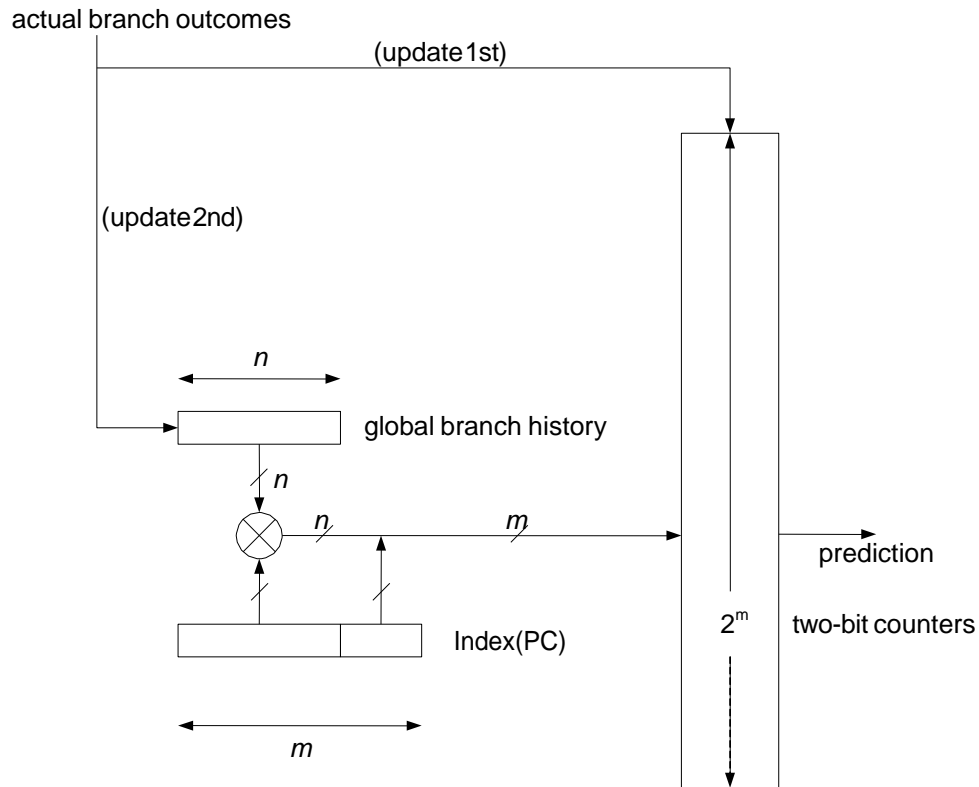 actual branch outcomes
(update1st)
(update2nd)
n
global branch history
n
n
m
prediction
2^m
two-bit counters
Index(PC)
m